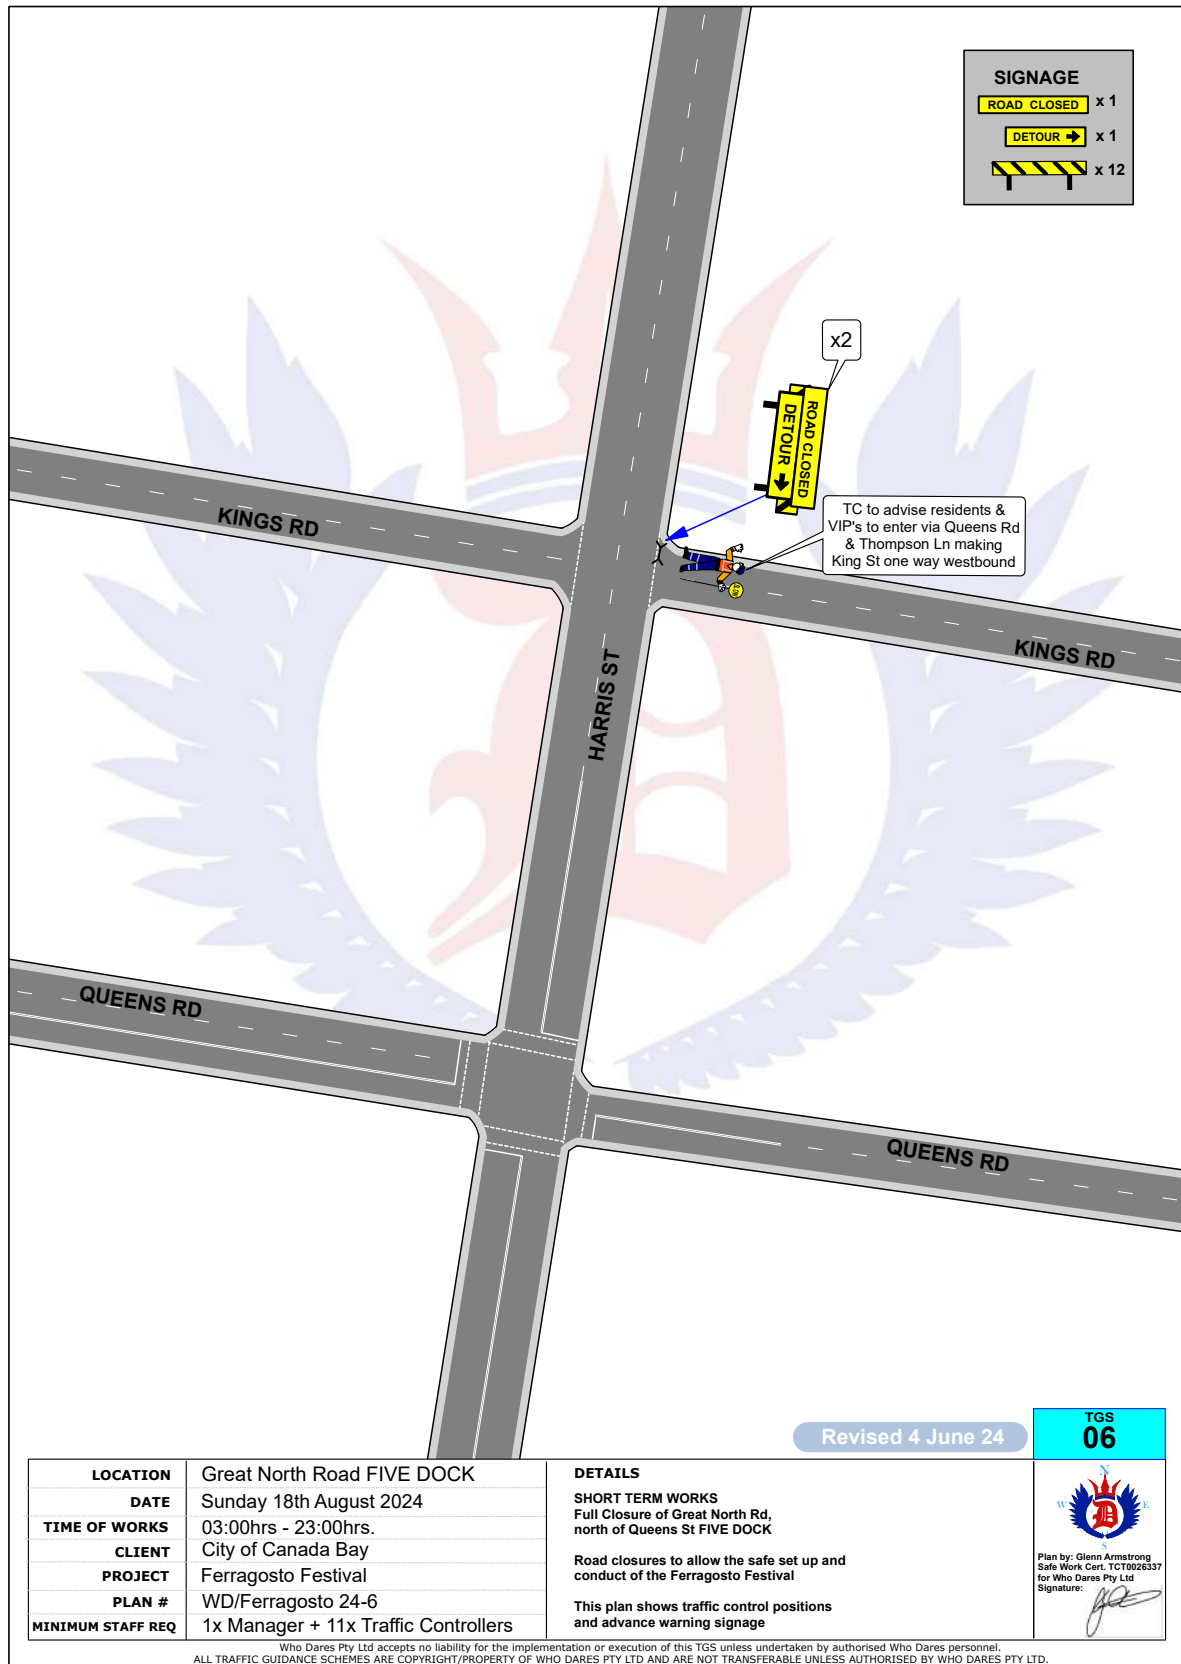 SIGNAGE
ROAD CLOSED x 1
DETOUR x 1
x 12
x2
ROAD CLOSED
DETOUR
TC to advise residents &
VIP's to enter via Queens Rd
& Thompson Ln making
King St one way westbound
KINGS RD
KINGS RD
HARRIS ST
QUEENS RD
QUEENS RD
Revised 4 June 24
TGS
06
LOCATION Great North Road FIVE DOCK
DATE Sunday 18th August 2024
TIME OF WORKS 03:00hrs - 23:00hrs.
CLIENT City of Canada Bay
PROJECT Ferragosto Festival
PLAN # WD/Ferragosto 24-6
MINIMUM STAFF REQ 1x Manager + 11x Traffic Controllers
DETAILS
SHORT TERM WORKS
Full Closure of Great North Rd,
north of Queens St FIVE DOCK
Road closures to allow the safe set up and
conduct of the Ferragosto Festival
This plan shows traffic control positions
and advance warning signage
N
W E
D
S
Plan by: Glenn Armstrong
Safe Work Cert. TCT0026337
for Who Dares Pty Ltd
Signature:
Who Dares Pty Ltd accepts no liability for the implementation or execution of this TGS unless undertaken by authorised Who Dares personnel.
ALL TRAFFIC GUIDANCE SCHEMES ARE COPYRIGHT/PROPERTY OF WHO DARES PTY LTD AND ARE NOT TRANSFERABLE UNLESS AUTHORISED BY WHO DARES PTY LTD.